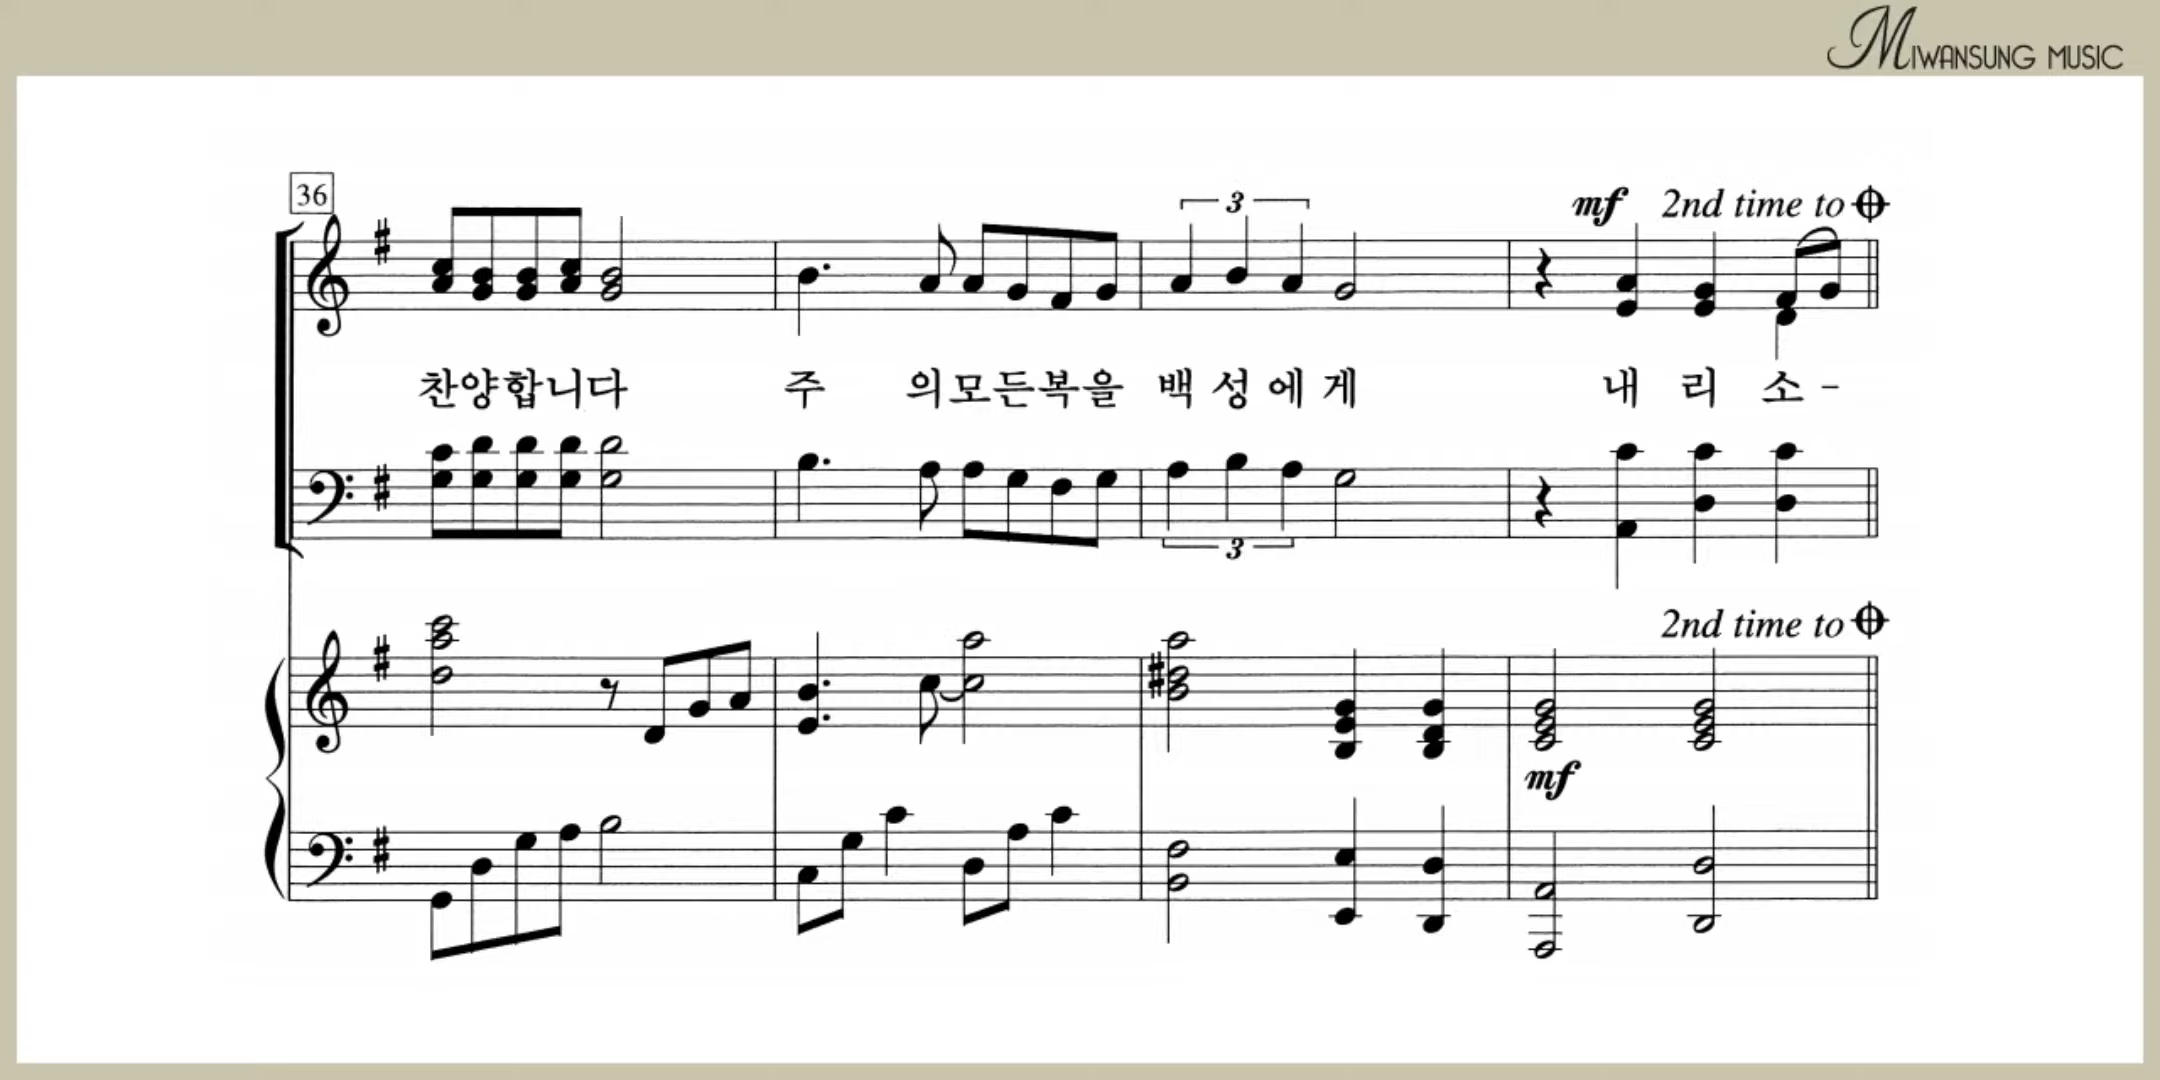 MIWANSUNG MUSIC
36
3
mf 2nd time to
찬양합니다 주 의모든복을 백성에게 내 리 소-
3
2nd time to
mf